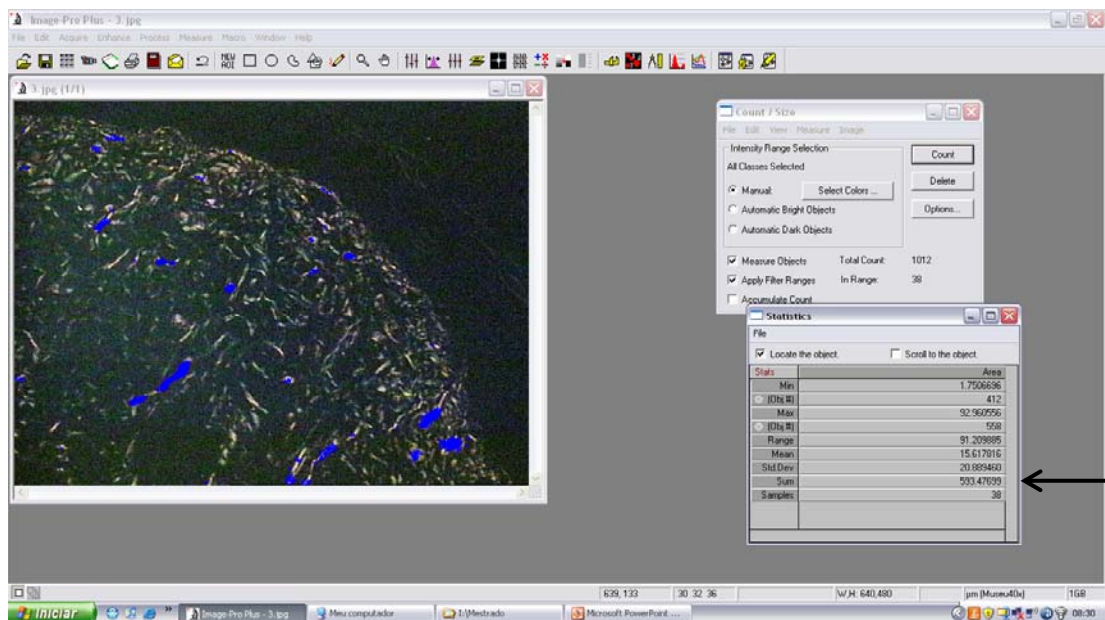 Image-Pro Plus - 3.jpg
File Edit Acquire Enhance Process Measure Macro Window Help
NEW AOI
3.jpg (1/1)
Count / Size
File Edit View Measure Image
Intensity Range Selection
All Classes Selected
Manual: Select Colors ...
Automatic Bright Objects
Automatic Dark Objects
Count
Delete
Options...
Measure Objects Total Count: 1012
Apply Filter Ranges In Range: 38
Accumulate Count
Statistics
File
Locate the object. Scroll to the object.
Stats Area
Min 1.7506696
(Obj.#) 412
Max 92.960556
(Obj.#) 558
Range 91.209885
Mean 15.617816
Std.Dev 20.889460
Sum 593.47699
Samples 38
639, 133 30 32 36 W,H: 640,480 µm (Museu40x) 1GB
Iniciar Image-Pro Plus - 3.jpg Meu computador I:\Mestrado Microsoft PowerPoint ... 08:30